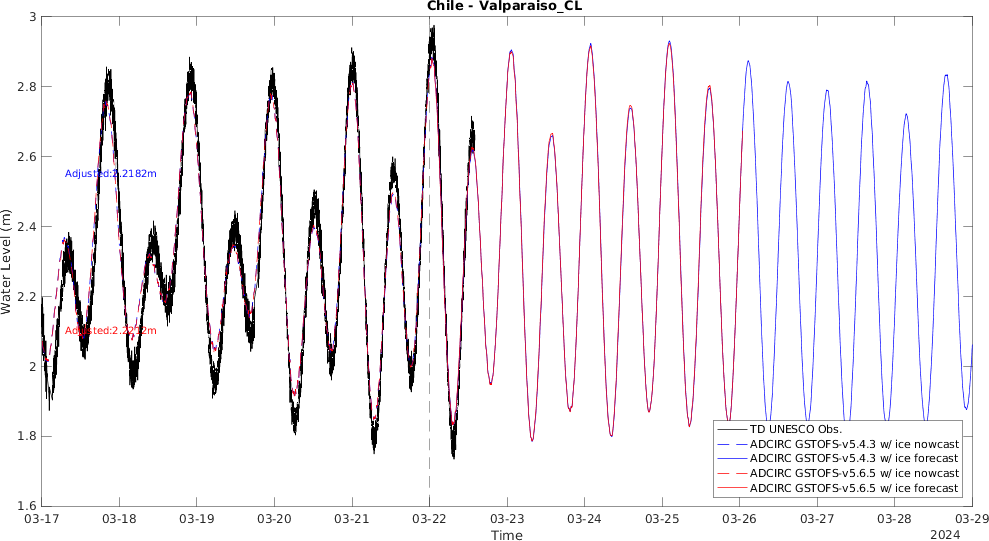 Chile - Valparaiso_CL
Water Level (m)
3
2.8
2.6
2.4
2.2
2
1.8
1.6
Adjusted:2.2182m
Adjusted:2.2212m
TD UNESCO Obs.
ADCIRC GSTOFS-v5.4.3 w/ ice nowcast
ADCIRC GSTOFS-v5.4.3 w/ ice forecast
ADCIRC GSTOFS-v5.6.5 w/ ice nowcast
ADCIRC GSTOFS-v5.6.5 w/ ice forecast
03-17 03-18 03-19 03-20 03-21 03-22 03-23 03-24 03-25 03-26 03-27 03-28 03-29
Time
2024